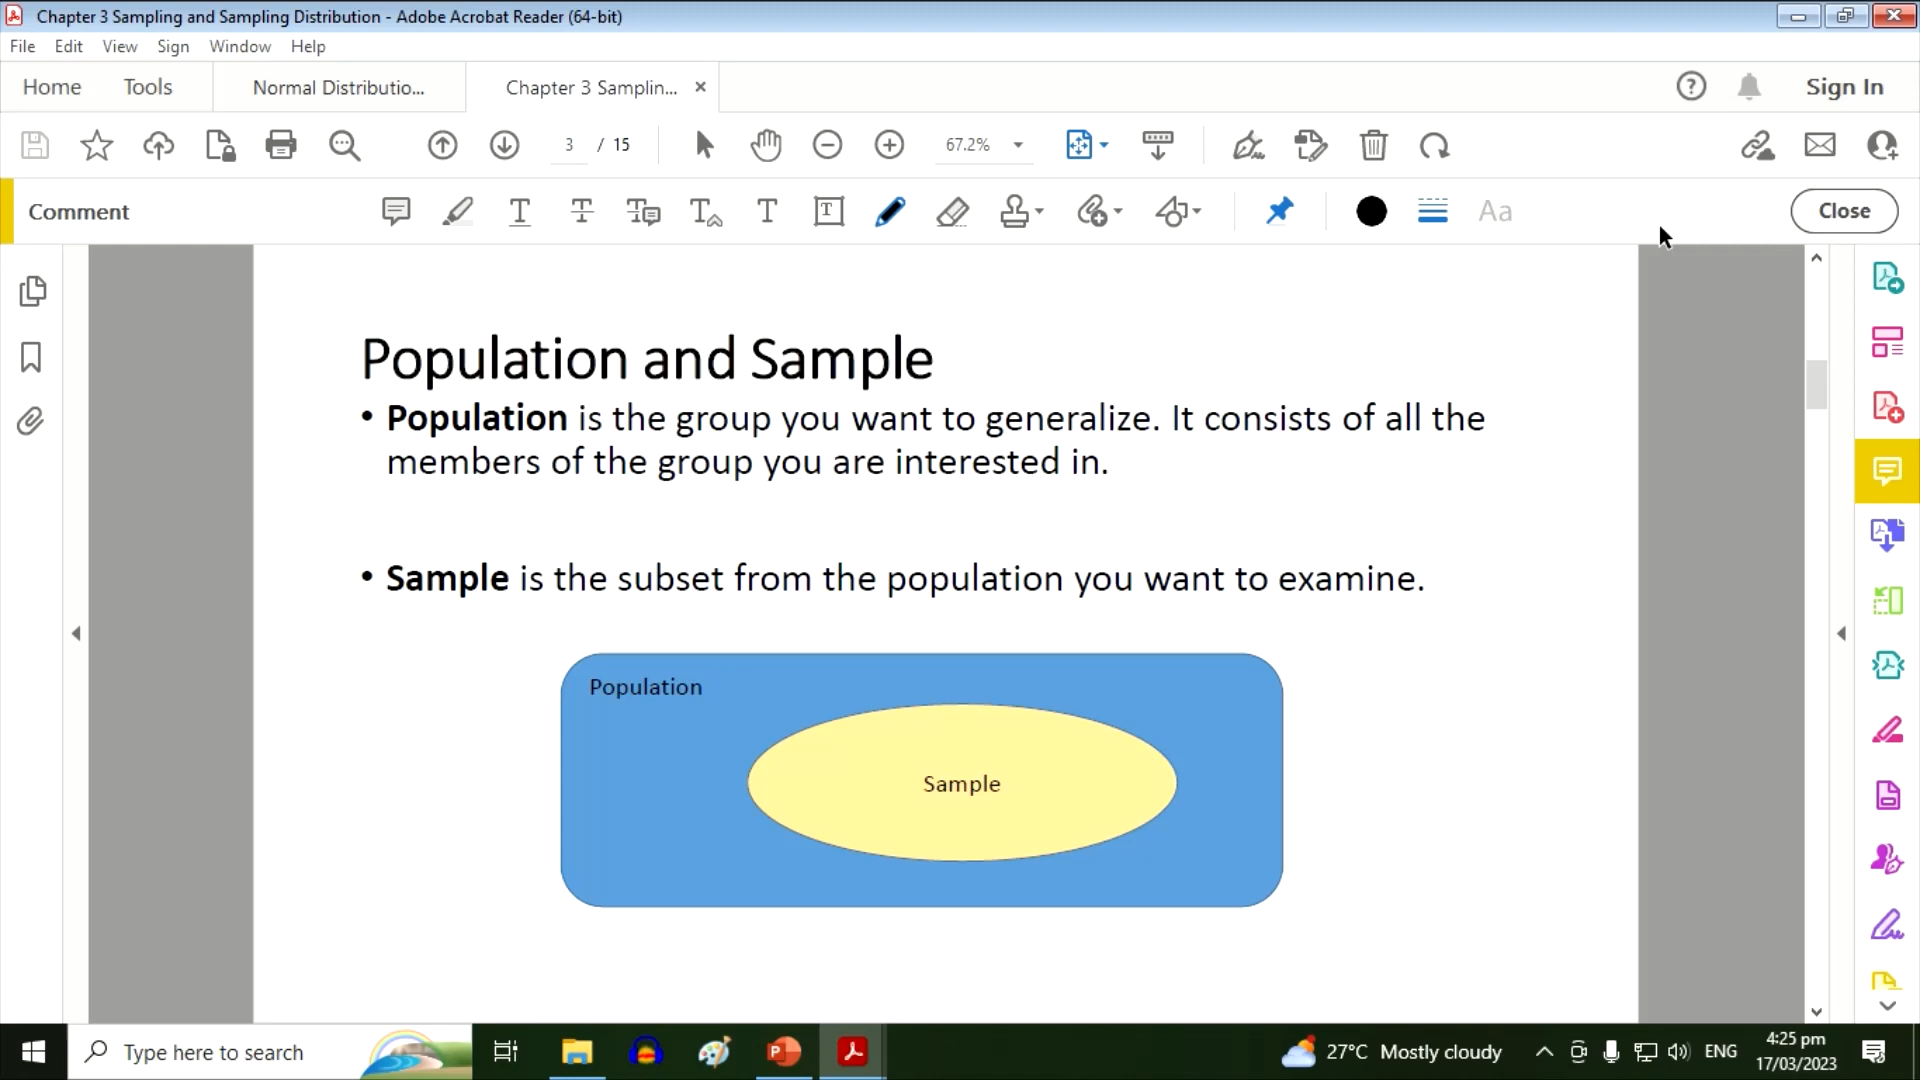 Chapter 3 Sampling and Sampling Distribution - Adobe Acrobat Reader (64-bit)
File Edit View Sign Window Help
Home Tools Normal Distributio... Chapter 3 Samplin... Sign In
3 / 15 67.2%
Comment Aa Close
Population and Sample
• Population is the group you want to generalize. It consists of all the
members of the group you are interested in.
• Sample is the subset from the population you want to examine.
Population
Sample
Type here to search 27°C Mostly cloudy ENG 4:25 pm
17/03/2023